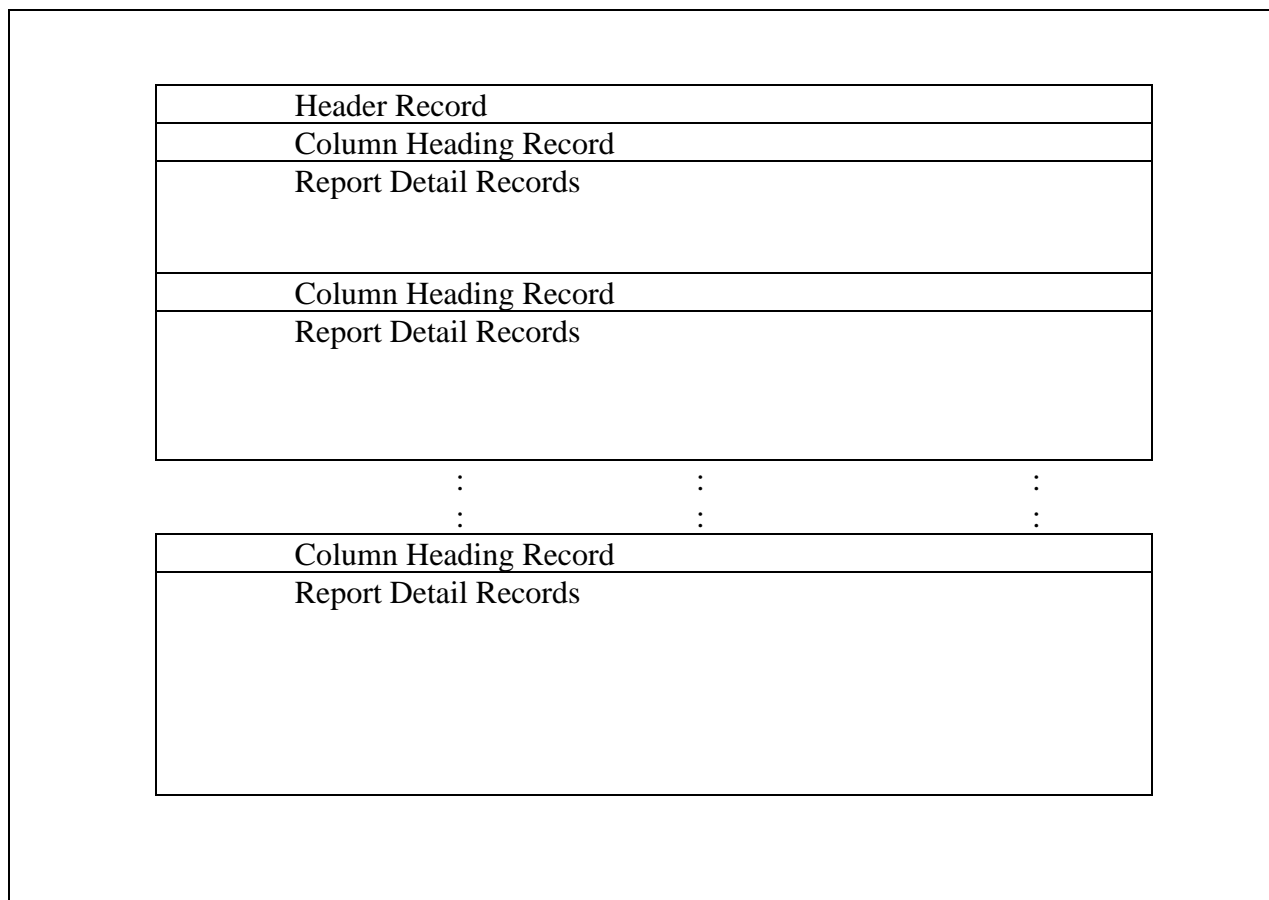 Header Record
Column Heading Record
Report Detail Records
Column Heading Record
Report Detail Records
: : :
: : :
Column Heading Record
Report Detail Records